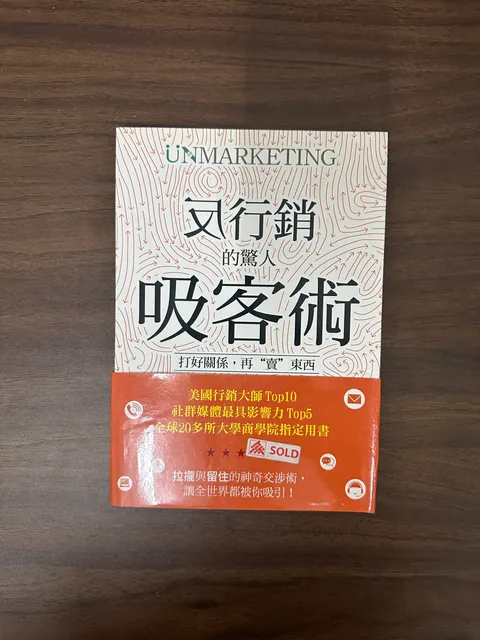 UNMARKETING
反行銷
的驚人
吸客術
打好關係，再“賣”東西
美國行銷大師Top10
社群媒體最具影響力Top5
全球20多所大學商學院指定用書
SOLD
拉攏與留住的神奇交涉術，
讓全世界都被你吸引！